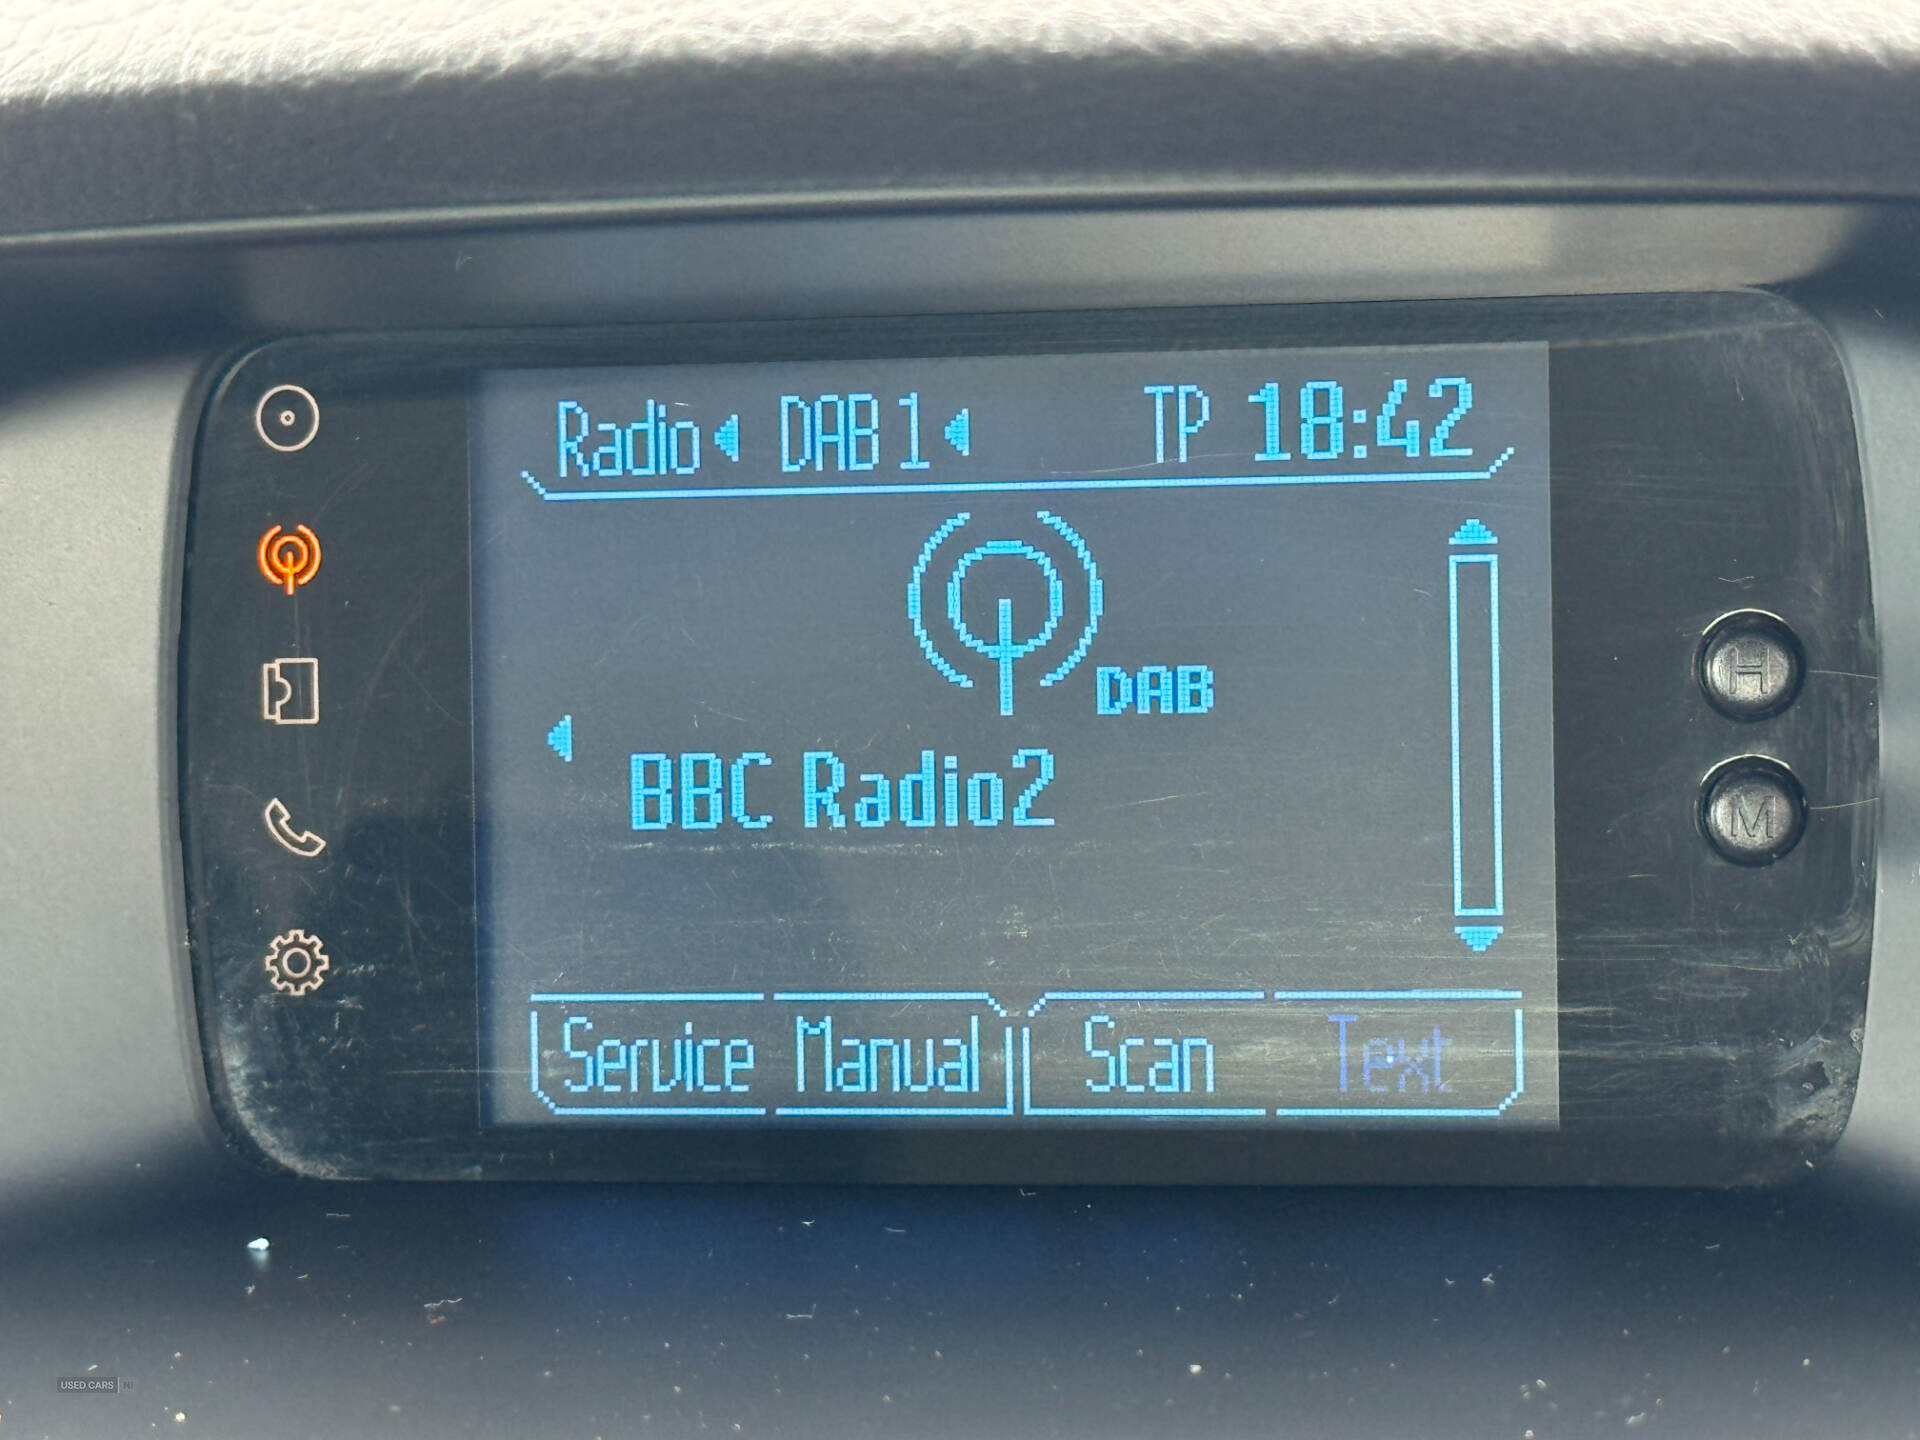 Radio DAB 1 TP 18:42
DAB
BBC Radio2
H
M
Service Manual Scan Text
USED CARS NI